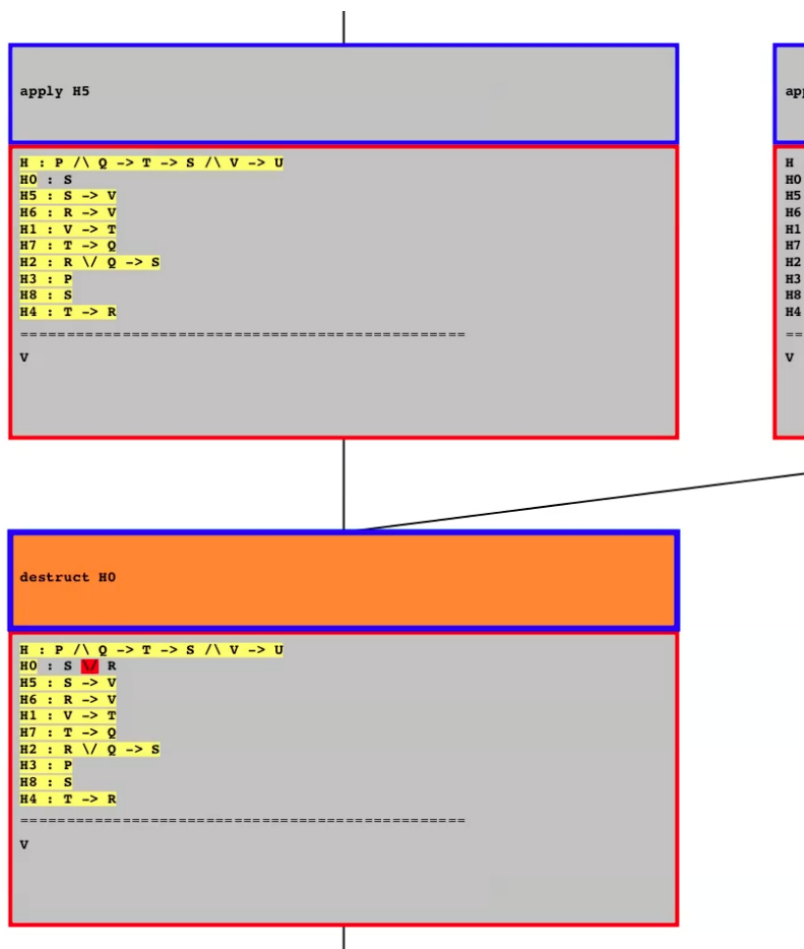 apply H5
H : P /\ Q -> T -> S /\ V -> U
H0 : S
H5 : S -> V
H6 : R -> V
H1 : V -> T
H7 : T -> Q
H2 : R \/ Q -> S
H3 : P
H8 : S
H4 : T -> R
================================================
V
app
H
H0
H5
H6
H1
H7
H2
H3
H8
H4
==
V
destruct H0
H : P /\ Q -> T -> S /\ V -> U
H0 : S \/ R
H5 : S -> V
H6 : R -> V
H1 : V -> T
H7 : T -> Q
H2 : R \/ Q -> S
H3 : P
H8 : S
H4 : T -> R
================================================
V